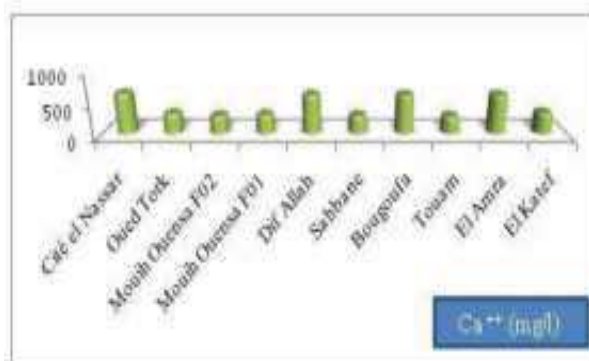 1000
500
0
Cité el Nassar
Oued Tork
Mouih Ouensa F02
Mouih Ouensa F01
Dif Allah
Sabbane
Bougoufa
Touam
El Amra
El Katef
Ca⁺⁺ (mg/l)